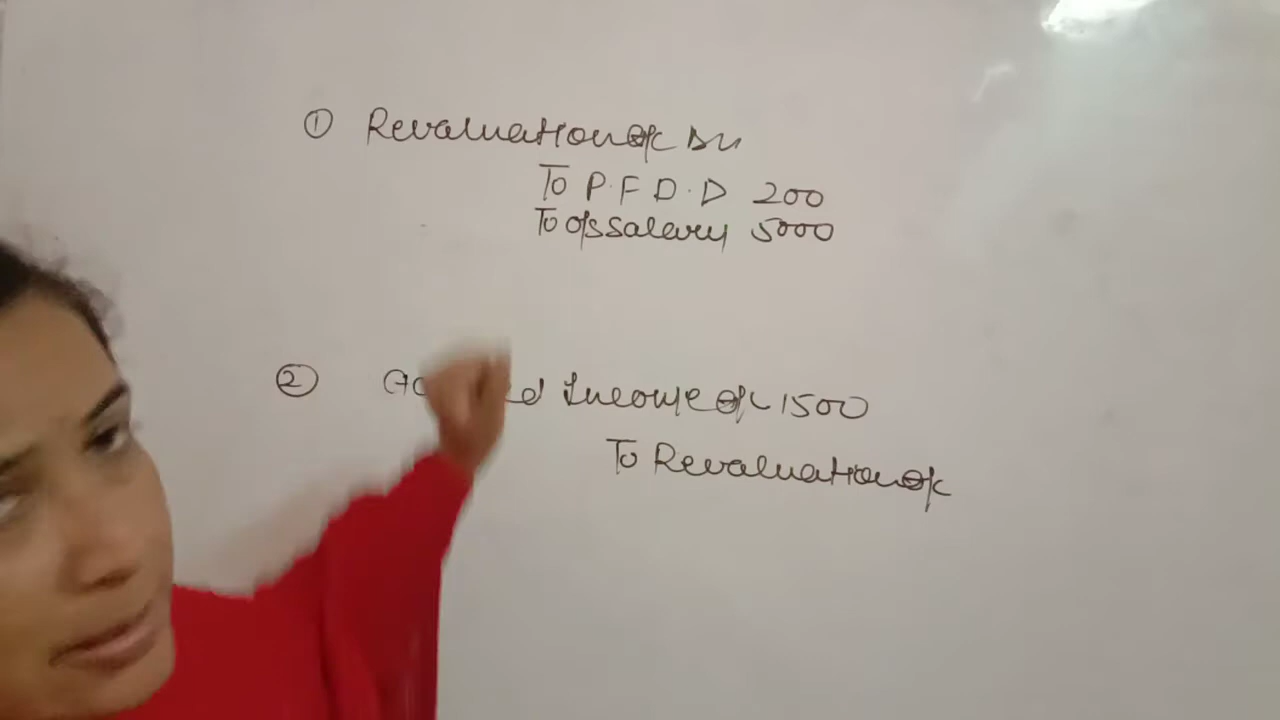 ① Revaluation a/c Dr
To P.F D.D 200
To o/s salary 5000
② Income a/c 1500
To Revaluation a/c